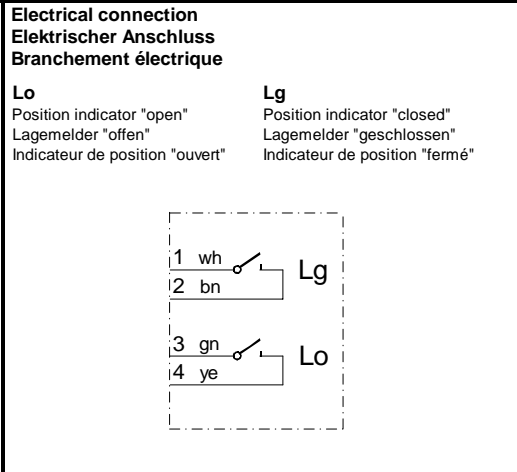 Electrical connection
Elektrischer Anschluss
Branchement électrique
Lo
Position indicator "open"
Lagemelder "offen"
Indicateur de position "ouvert"
Lg
Position indicator "closed"
Lagemelder "geschlossen"
Indicateur de position "fermé"
1 wh
2 bn
Lg
3 gn
4 ye
Lo